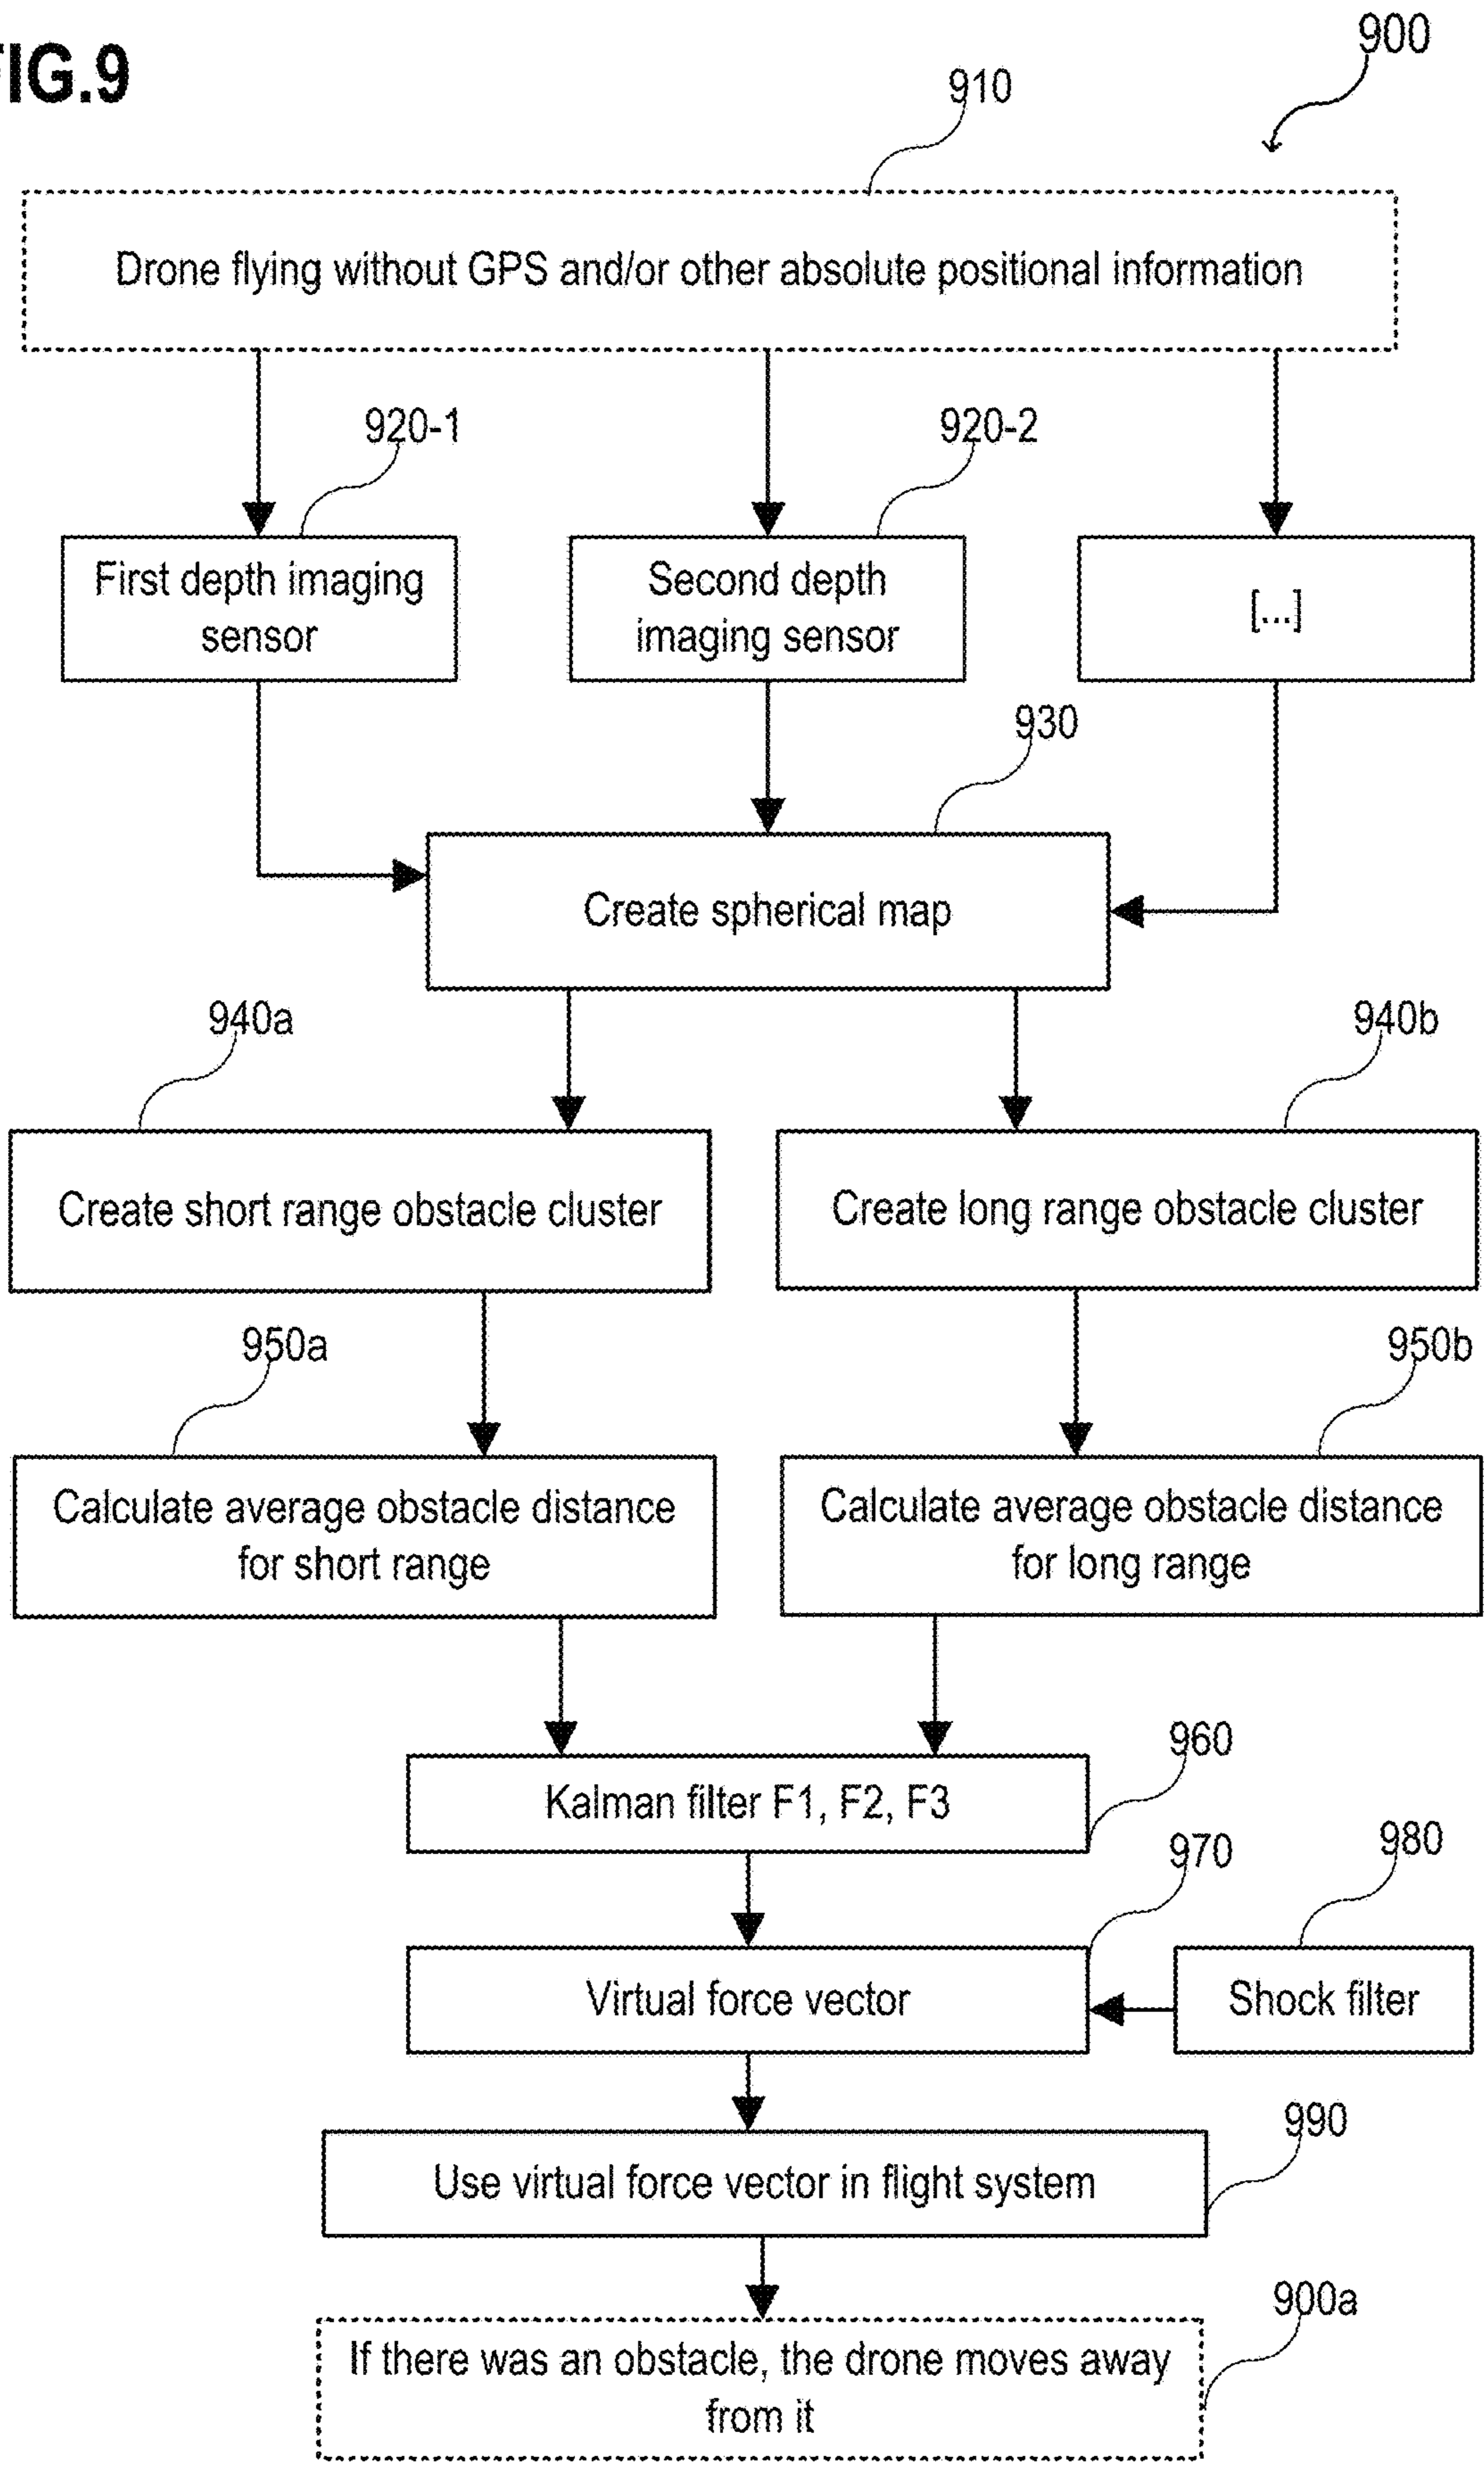 FIG.9
900
910
Drone flying without GPS and/or other absolute positional information
920-1
920-2
First depth imaging
sensor
Second depth
imaging sensor
[...]
930
Create spherical map
940a
940b
Create short range obstacle cluster
Create long range obstacle cluster
950a
950b
Calculate average obstacle distance
for short range
Calculate average obstacle distance
for long range
960
Kalman filter F1, F2, F3
970
980
Virtual force vector
Shock filter
990
Use virtual force vector in flight system
900a
If there was an obstacle, the drone moves away
from it